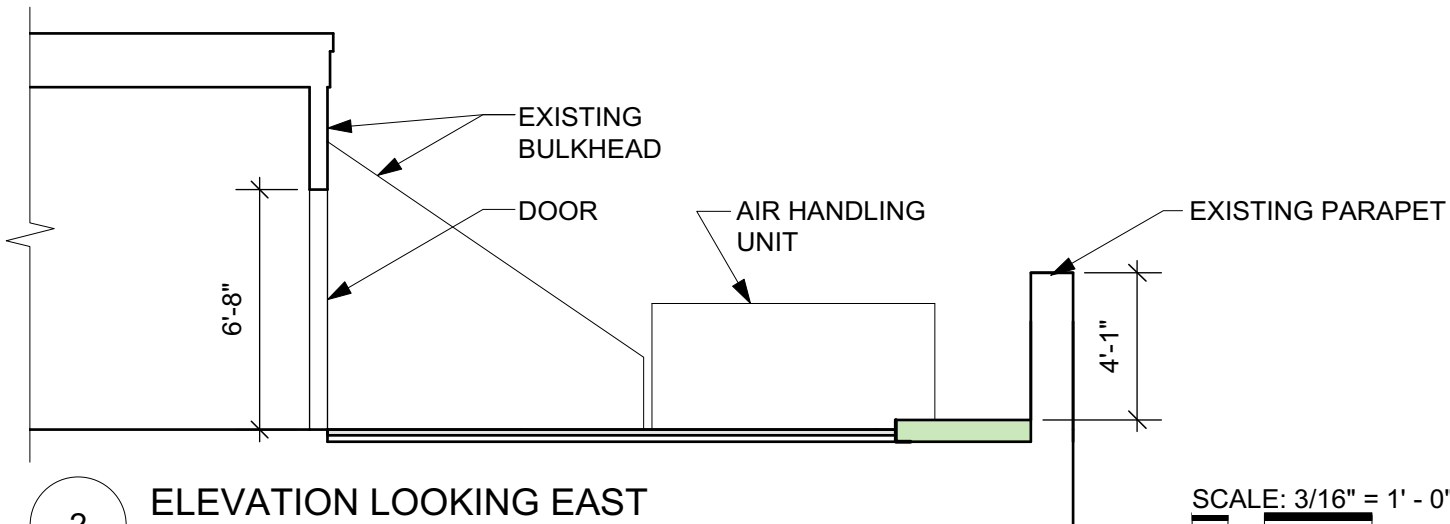 EXISTING
BULKHEAD
DOOR
AIR HANDLING
UNIT
EXISTING PARAPET
6'-8"
4'-1"
2
ELEVATION LOOKING EAST
SCALE: 3/16" = 1' - 0"